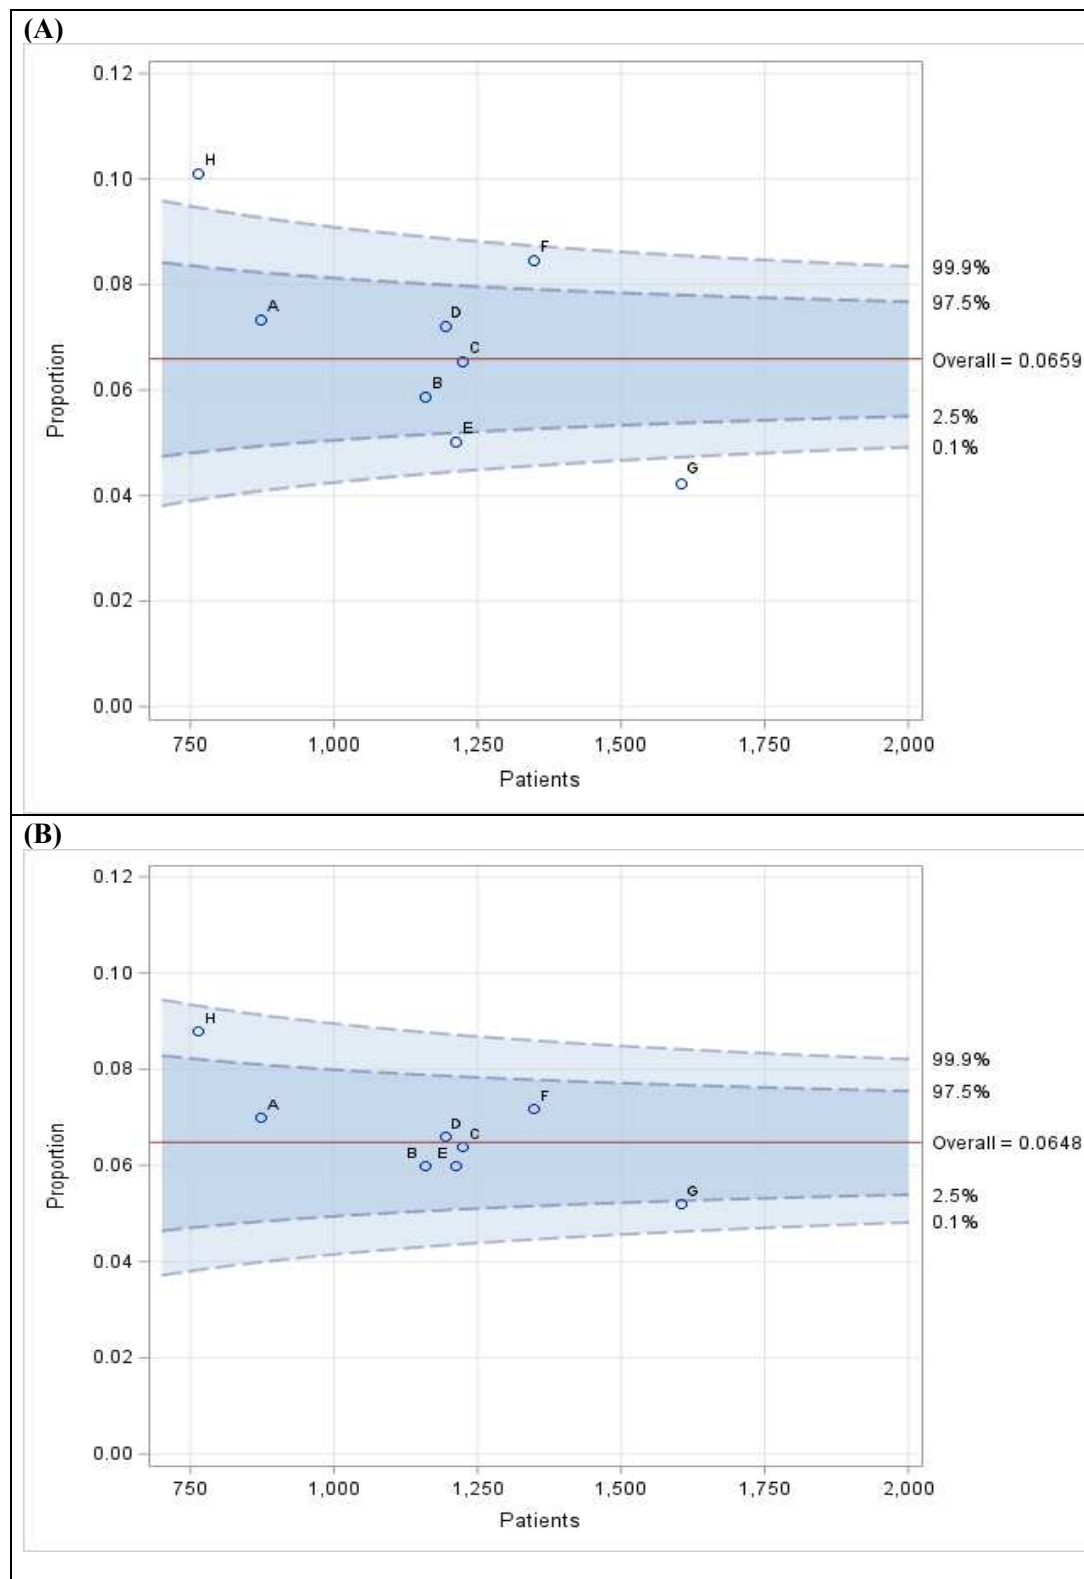 (A)
0.12
H
0.10
F
99.9%
0.08
97.5%
A
D
C
Overall = 0.0659
B
0.06
E
2.5%
0.1%
G
0.04
0.02
0.00
Proportion
750 1,000 1,250 1,500 1,750 2,000
Patients
(B)
0.12
0.10
H
99.9%
0.08
97.5%
A
F
D
C
Overall = 0.0648
B E
0.06
G
2.5%
0.1%
0.04
0.02
0.00
Proportion
750 1,000 1,250 1,500 1,750 2,000
Patients